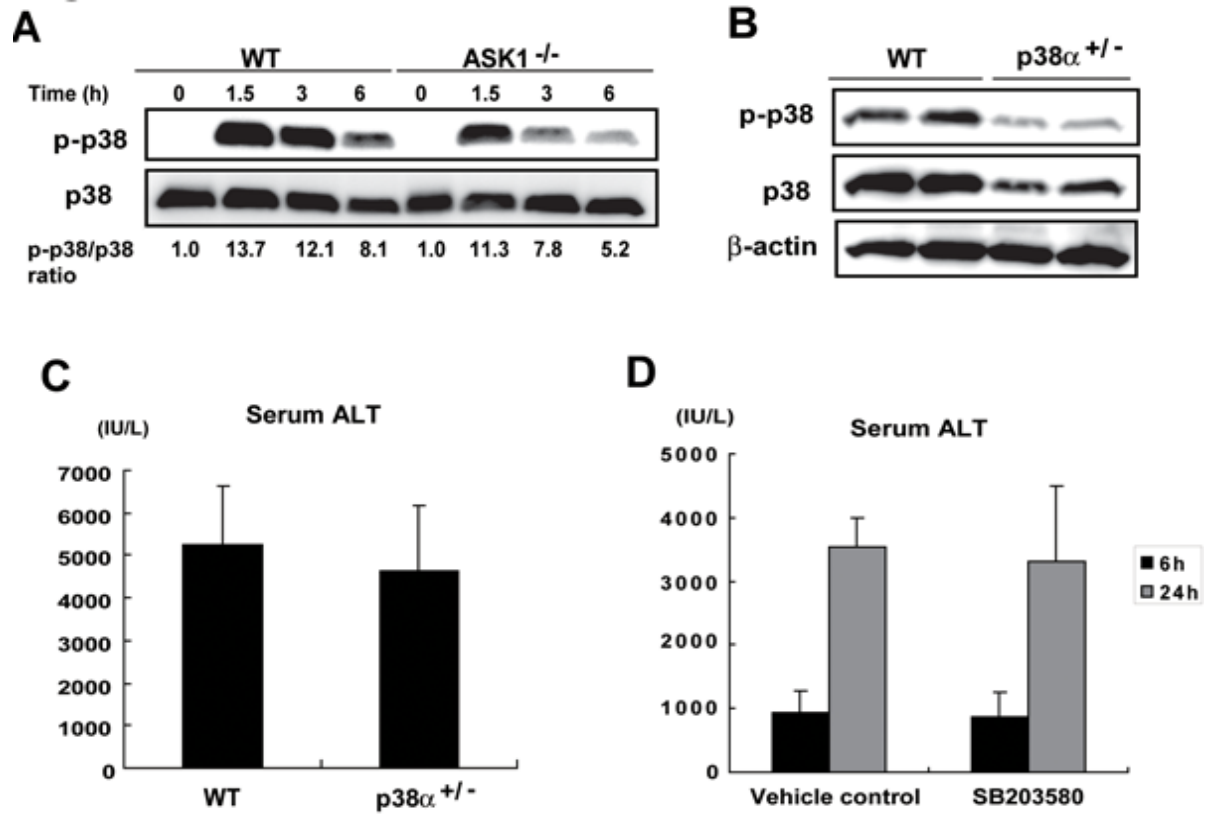 A
WT ASK1 -/-
Time (h) 0 1.5 3 6 0 1.5 3 6
p-p38
p38
p-p38/p38 1.0 13.7 12.1 8.1 1.0 11.3 7.8 5.2
ratio
B
WT p38α +/-
p-p38
p38
β-actin
C
Serum ALT
(IU/L)
7000
6000
5000
4000
3000
2000
1000
0
WT p38α +/-
D
(IU/L)
Serum ALT
5000
4000
3000
2000
1000
0
Vehicle control SB203580
6h
24h